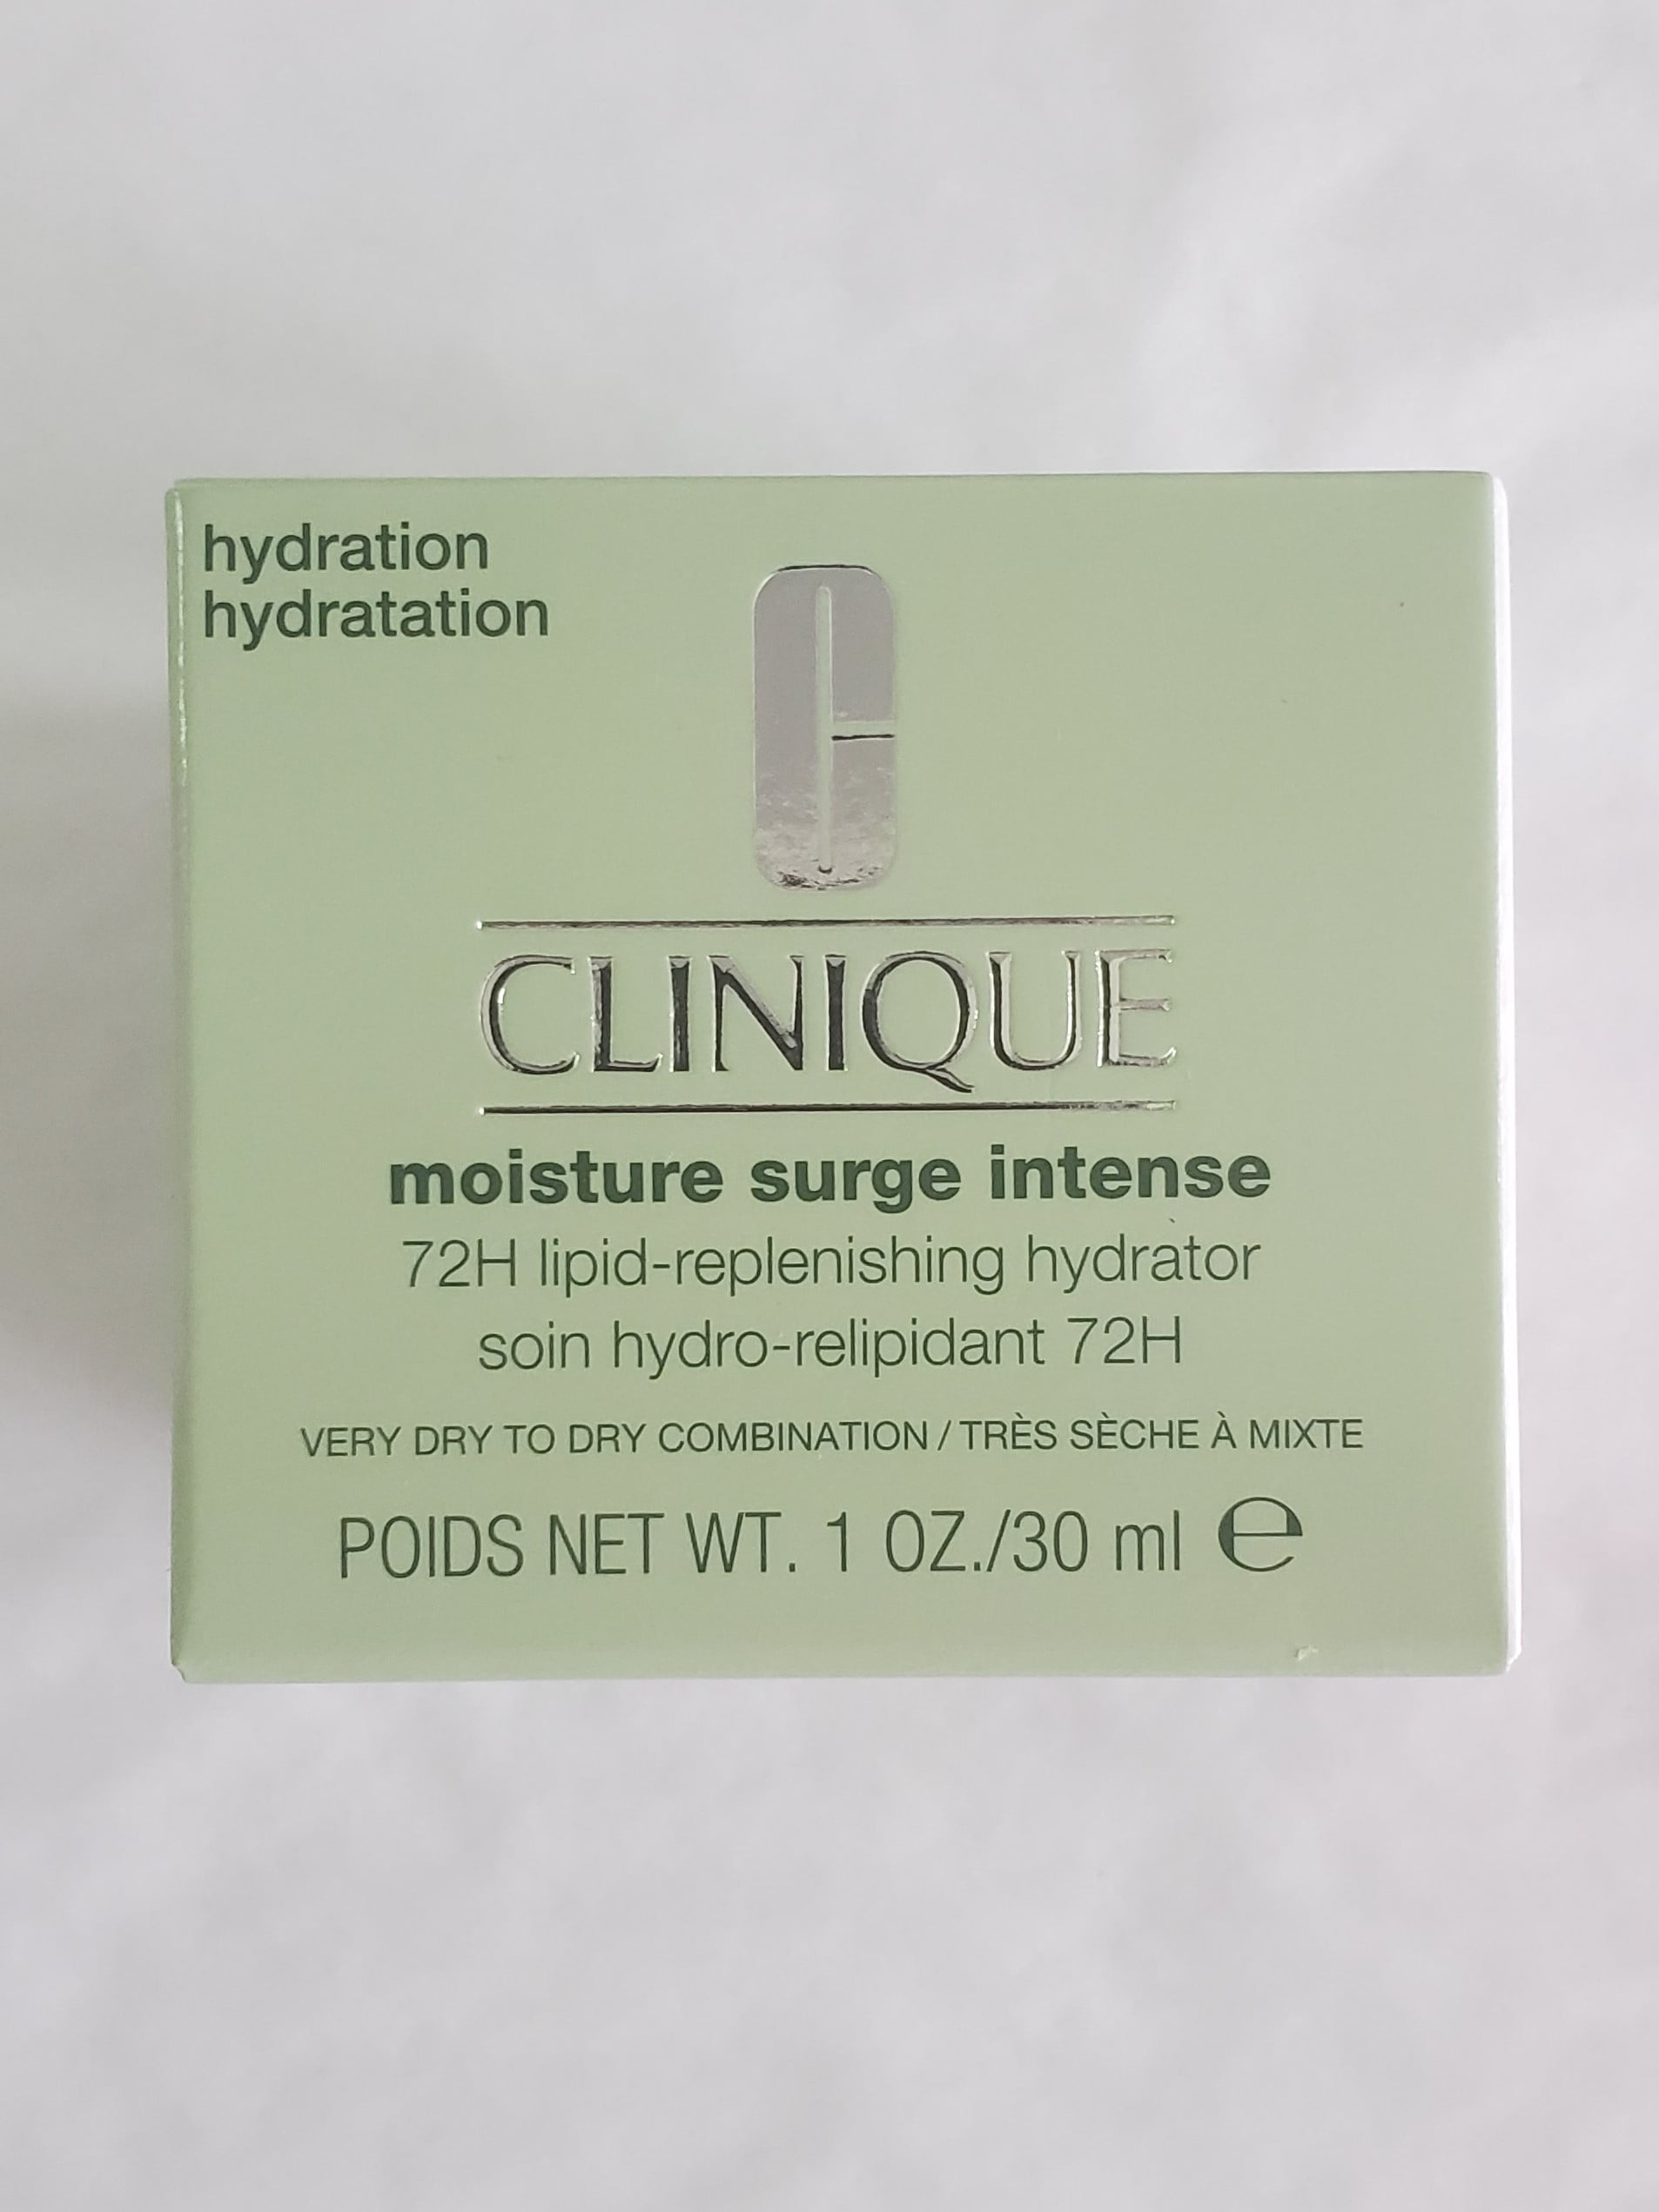 hydration
hydratation
CLINIQUE
moisture surge intense
72H lipid-replenishing hydrator
soin hydro-relipidant 72H
VERY DRY TO DRY COMBINATION / TRÈS SÈCHE À MIXTE
POIDS NET WT. 1 OZ./30 ml ℮